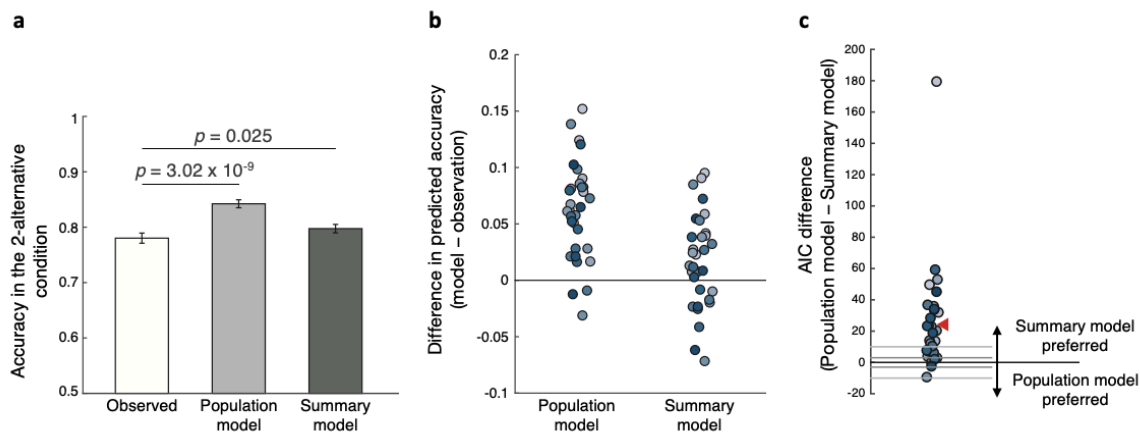 a
Accuracy in the 2-alternative
condition
1
0.9
0.8
0.7
0.6
0.5
p = 0.025
p = 3.02 x 10-9
Observed
Population
model
Summary
model
b
Difference in predicted accuracy
(model – observation)
0.2
0.15
0.1
0.05
0
-0.05
-0.1
Population
model
Summary
model
c
AIC difference
(Population model – Summary model)
200
180
160
140
120
100
80
60
40
20
0
-20
Summary model
preferred
Population model
preferred